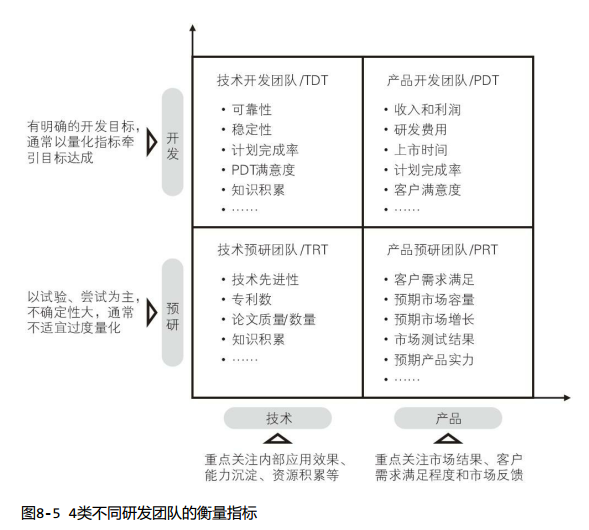 技术开发团队/TDT
• 可靠性
• 稳定性
• 计划完成率
• PDT满意度
• 知识积累
• ……
产品开发团队/PDT
• 收入和利润
• 研发费用
• 上市时间
• 计划完成率
• 客户满意度
• ……
有明确的开发目标，
通常以量化指标牵
引目标达成
开
发
技术预研团队/TRT
• 技术先进性
• 专利数
• 论文质量/数量
• 知识积累
• ……
产品预研团队/PRT
• 客户需求满足
• 预期市场容量
• 预期市场增长
• 市场测试结果
• 预期产品实力
• ……
以试验、尝试为主，
不确定性大，通常
不适宜过度量化
预
研
技术
产品
重点关注内部应用效果、
能力沉淀、资源积累等
重点关注市场结果、客户
需求满足程度和市场反馈
图8-5 4类不同研发团队的衡量指标